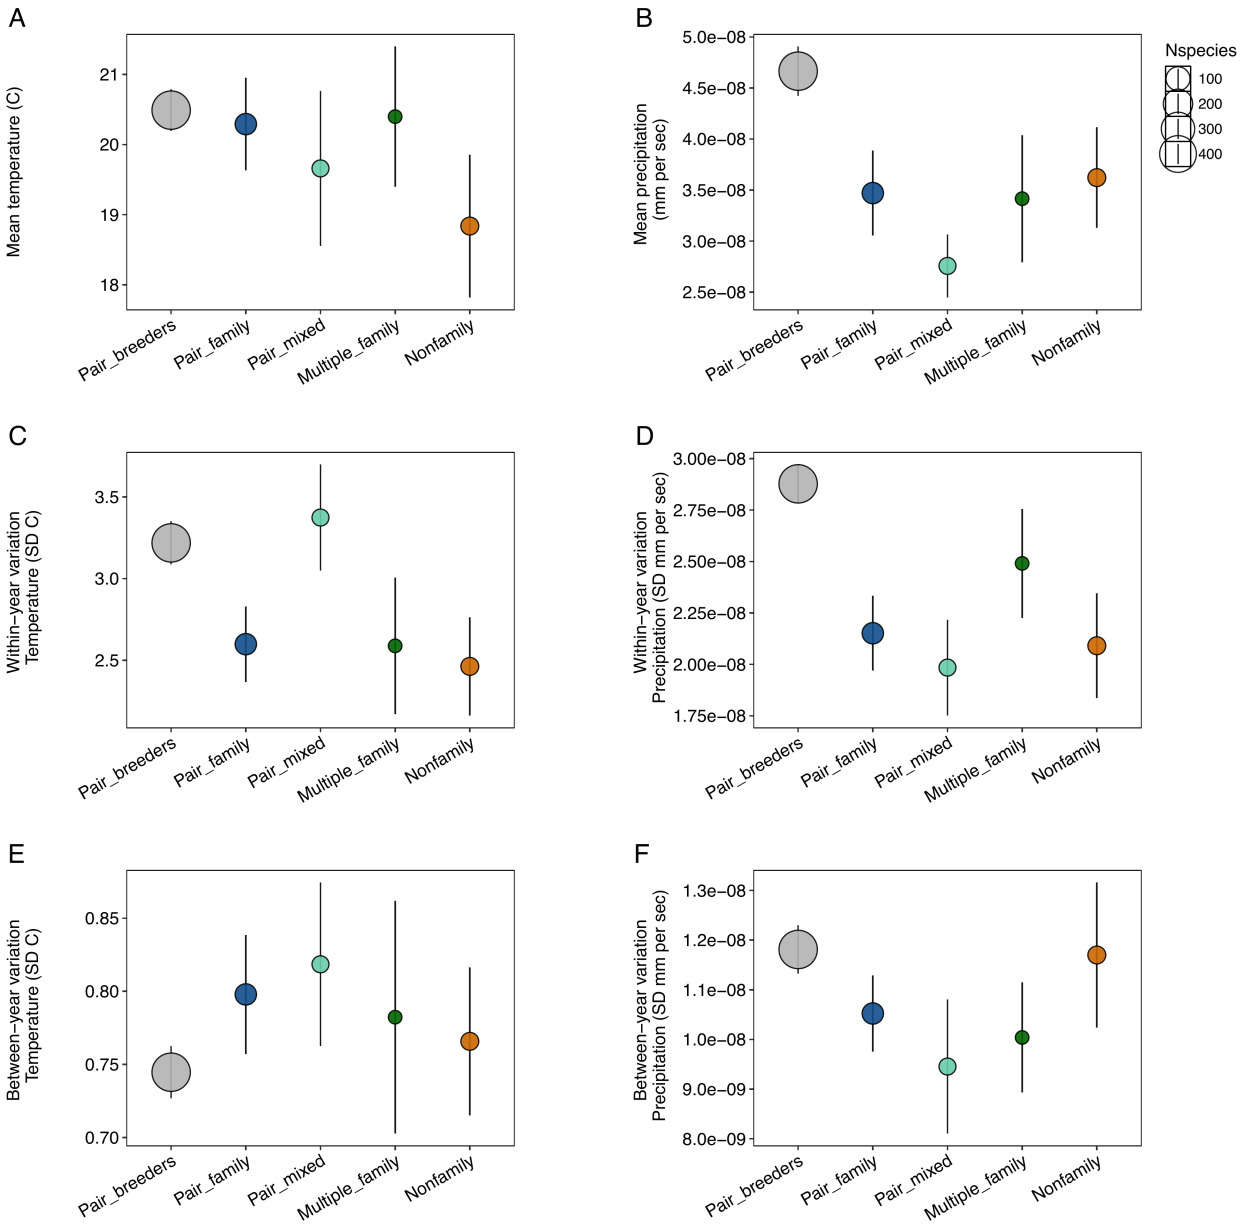 A
Mean temperature (C)
21
20
19
18
Pair_breeders
Pair_family
Pair_mixed
Multiple_family
Nonfamily
B
Mean precipitation
(mm per sec)
5.0e−08
4.5e−08
4.0e−08
3.5e−08
3.0e−08
2.5e−08
Pair_breeders
Pair_family
Pair_mixed
Multiple_family
Nonfamily
Nspecies
100
200
300
400
C
Within−year variation
Temperature (SD C)
3.5
3.0
2.5
Pair_breeders
Pair_family
Pair_mixed
Multiple_family
Nonfamily
D
Within−year variation
Precipitation (SD mm per sec)
3.00e−08
2.75e−08
2.50e−08
2.25e−08
2.00e−08
1.75e−08
Pair_breeders
Pair_family
Pair_mixed
Multiple_family
Nonfamily
E
Between−year variation
Temperature (SD C)
0.85
0.80
0.75
0.70
Pair_breeders
Pair_family
Pair_mixed
Multiple_family
Nonfamily
F
Between−year variation
Precipitation (SD mm per sec)
1.3e−08
1.2e−08
1.1e−08
1.0e−08
9.0e−09
8.0e−09
Pair_breeders
Pair_family
Pair_mixed
Multiple_family
Nonfamily